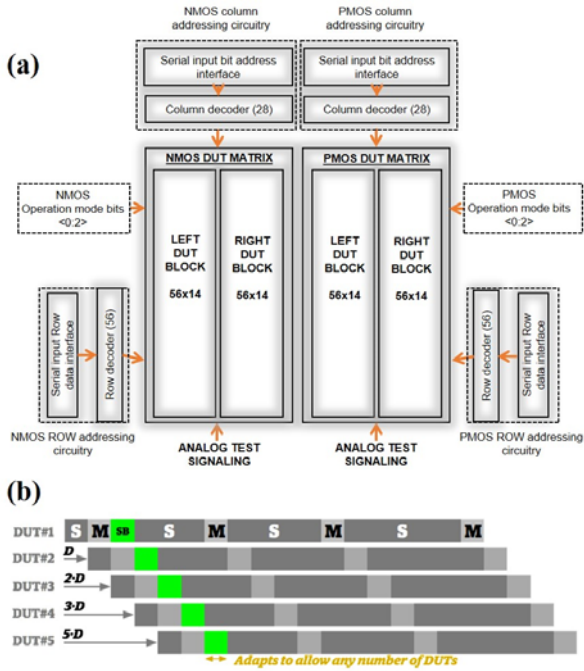 NMOS column
addressing circuitry
PMOS column
addressing circuitry
(a)
Serial input bit address
interface
Serial input bit address
interface
Column decoder (28)
Column decoder (28)
NMOS DUT MATRIX
PMOS DUT MATRIX
NMOS
Operation mode bits
<0:2>
PMOS
Operation mode bits
<0:2>
LEFT
DUT
BLOCK
56x14
RIGHT
DUT
BLOCK
56x14
LEFT
DUT
BLOCK
56x14
RIGHT
DUT
BLOCK
56x14
Serial input Row
data interface
Row decoder (56)
Row decoder (56)
Serial input Row
data interface
NMOS ROW addressing
circuitry
PMOS ROW addressing
circuitry
ANALOG TEST
SIGNALING
ANALOG TEST
SIGNALING
(b)
DUT#1 S M SB S M S M S M
DUT#2 D
DUT#3 2·D
DUT#4 3·D
DUT#5 5·D
Adapts to allow any number of DUTs